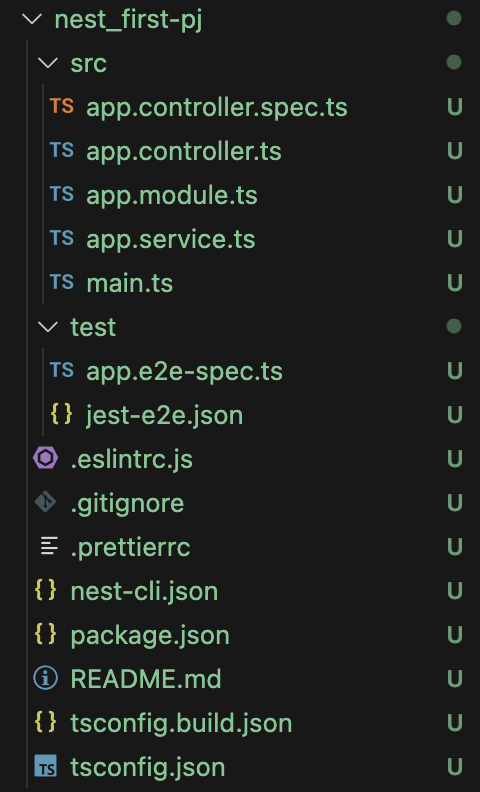 nest_first-pj
src
TS app.controller.spec.ts U
TS app.controller.ts U
TS app.module.ts U
TS app.service.ts U
TS main.ts U
test
TS app.e2e-spec.ts U
{} jest-e2e.json U
.eslintrc.js U
.gitignore U
.prettierrc U
{} nest-cli.json U
{} package.json U
README.md U
{} tsconfig.build.json U
TS tsconfig.json U